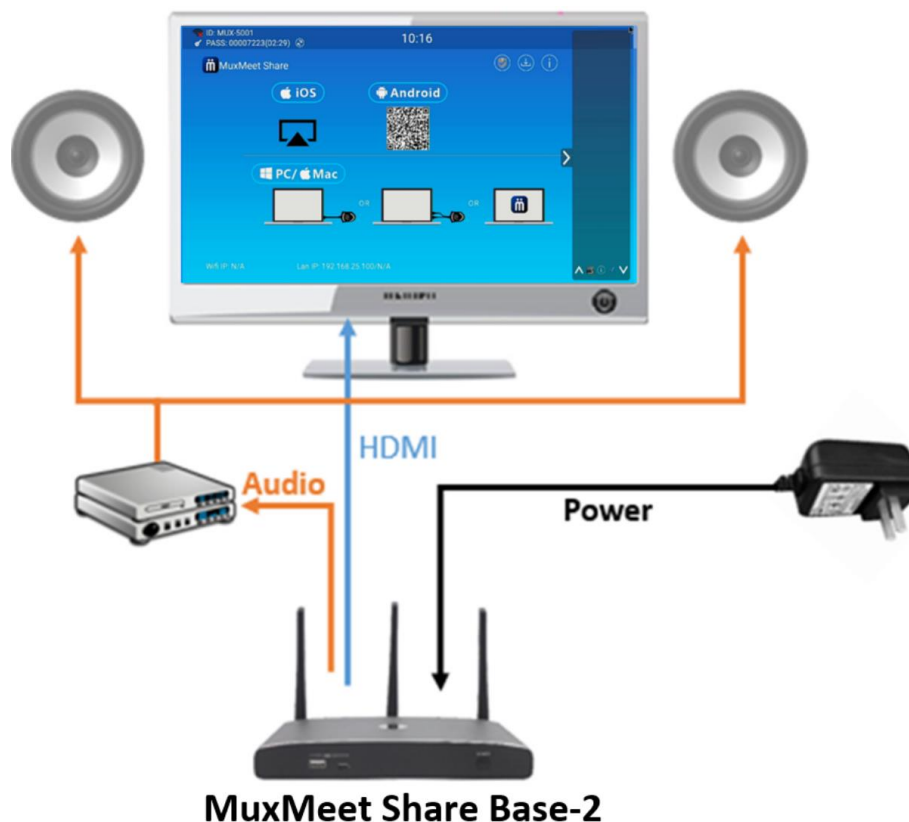 ID: MUX-5001
PASS: 00007223(02:29)
10:16
MuxMeet Share
iOS
Android
PC/ Mac
OR
OR
Wifi IP: N/A
Lan IP: 192.168.25.100/N/A
HDMI
Audio
Power
MuxMeet Share Base-2